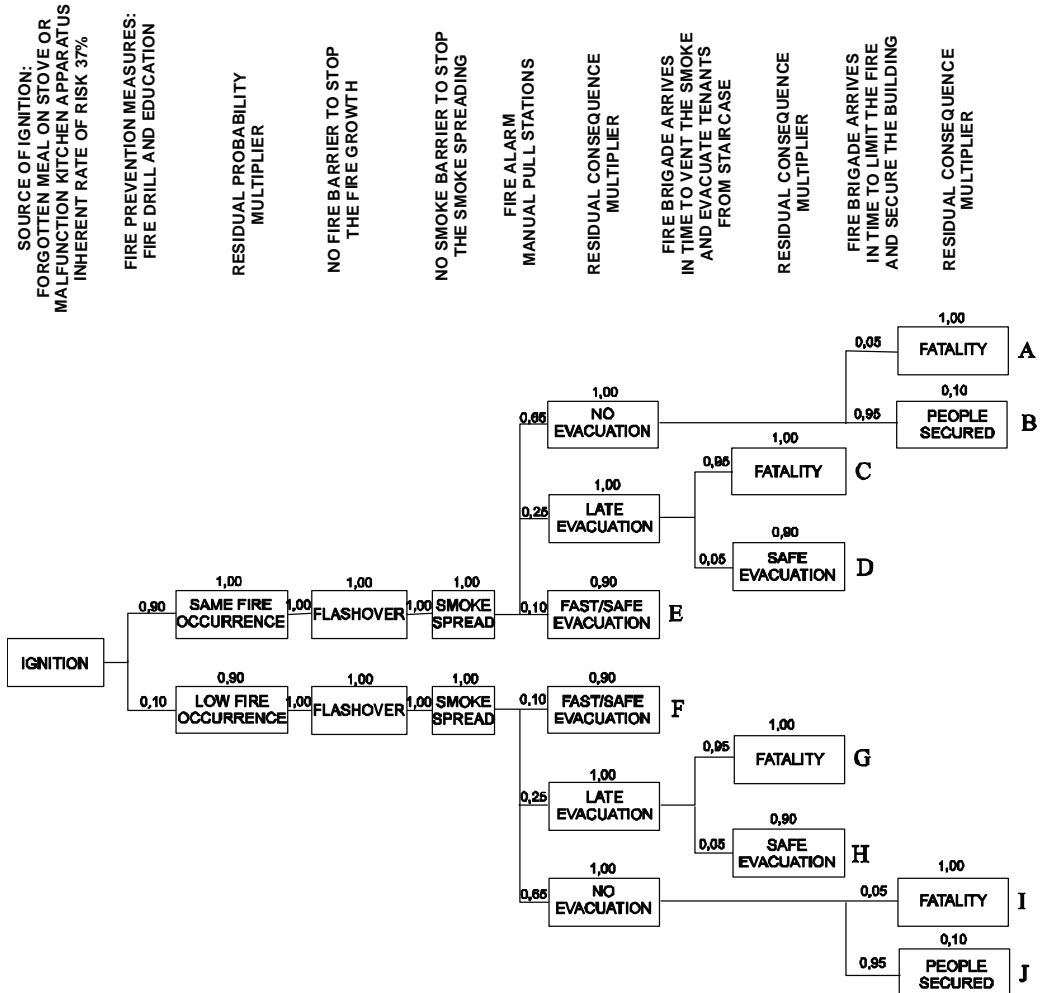 SOURCE OF IGNITION:
FORGOTTEN MEAL ON STOVE OR
MALFUNCTION KITCHEN APPARATUS
INHERENT RATE OF RISK 37%
FIRE PREVENTION MEASURES:
FIRE DRILL AND EDUCATION
RESIDUAL PROBABILITY
MULTIPLIER
NO FIRE BARRIER TO STOP
THE FIRE GROWTH
NO SMOKE BARRIER TO STOP
THE SMOKE SPREADING
FIRE ALARM
MANUAL PULL STATIONS
RESIDUAL CONSEQUENCE
MULTIPLIER
FIRE BRIGADE ARRIVES
IN TIME TO VENT THE SMOKE
AND EVACUATE TENANTS
FROM STAIRCASE
RESIDUAL CONSEQUENCE
MULTIPLIER
FIRE BRIGADE ARRIVES
IN TIME TO LIMIT THE FIRE
AND SECURE THE BUILDING
RESIDUAL CONSEQUENCE
MULTIPLIER
1,00
0,05
FATALITY
A
1,00
0,10
0,65
NO
EVACUATION
0,95
PEOPLE
SECURED
B
1,00
0,95
FATALITY
C
1,00
0,25
LATE
EVACUATION
0,90
0,05
SAFE
EVACUATION
D
1,00
1,00
1,00
0,90
0,90
SAME FIRE
OCCURRENCE
1,00
FLASHOVER
1,00
SMOKE
SPREAD
0,10
FAST/SAFE
EVACUATION
E
IGNITION
0,90
1,00
1,00
0,90
0,10
LOW FIRE
OCCURRENCE
1,00
FLASHOVER
1,00
SMOKE
SPREAD
0,10
FAST/SAFE
EVACUATION
F
1,00
0,95
FATALITY
G
1,00
0,25
LATE
EVACUATION
0,90
0,05
SAFE
EVACUATION
H
1,00
1,00
0,65
NO
EVACUATION
0,05
FATALITY
I
0,10
0,95
PEOPLE
SECURED
J